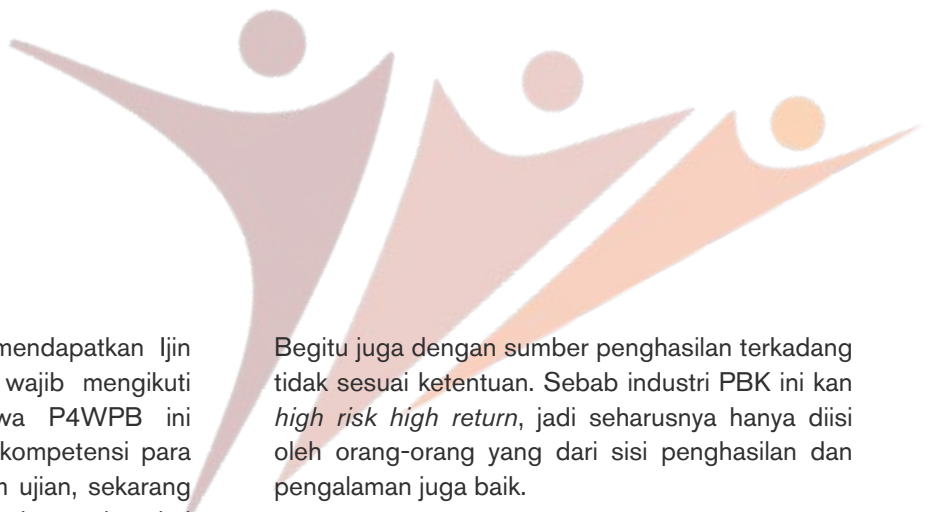 mendapatkan Ijin
wajib mengikuti
P4WPB ini
kompetensi para
ujian, sekarang
Begitu juga dengan sumber penghasilan terkadang
tidak sesuai ketentuan. Sebab industri PBK ini kan
high risk high return, jadi seharusnya hanya diisi
oleh orang-orang yang dari sisi penghasilan dan
pengalaman juga baik.